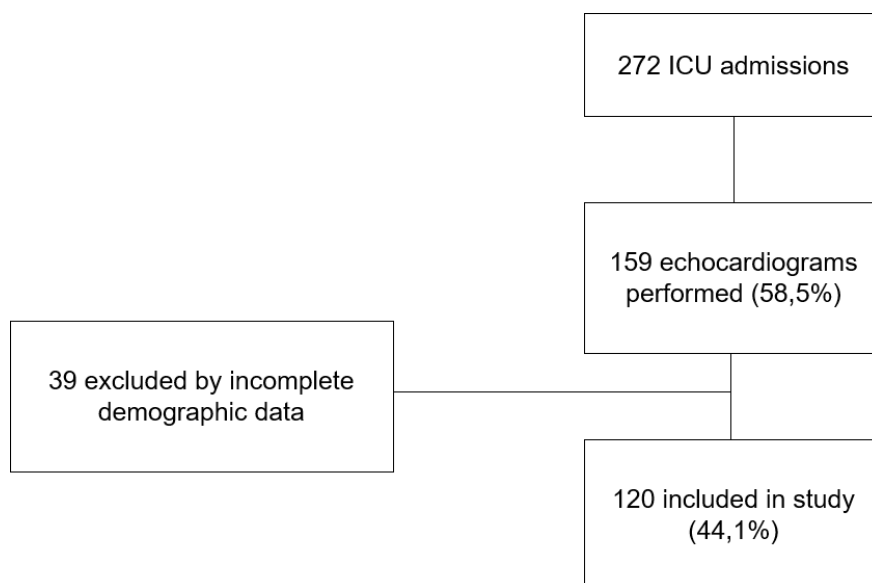 272 ICU admissions
159 echocardiograms
performed (58,5%)
39 excluded by incomplete
demographic data
120 included in study
(44,1%)